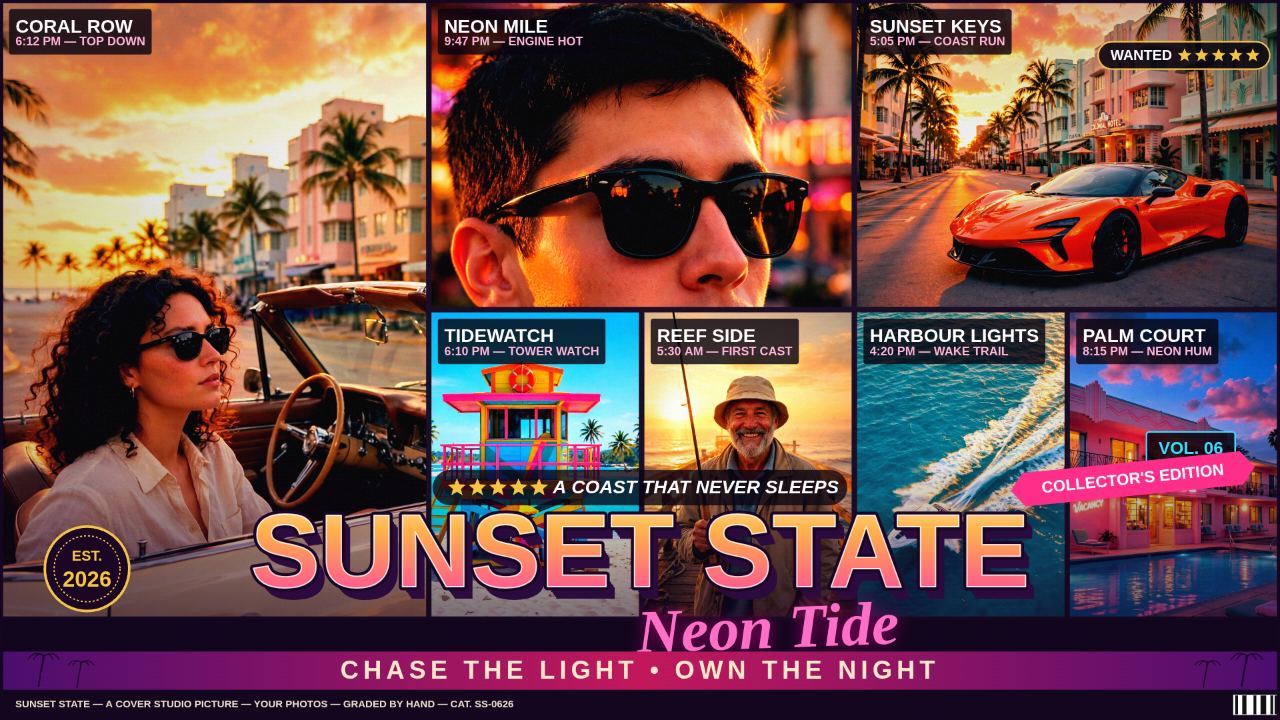 CORAL ROW
6:12 PM — TOP DOWN
NEON MILE
9:47 PM — ENGINE HOT
SUNSET KEYS
5:05 PM — COAST RUN
WANTED ★★★★★
HOTEL
COLONIAL HOTEL
TIDEWATCH
6:10 PM — TOWER WATCH
REEF SIDE
5:30 AM — FIRST CAST
HARBOUR LIGHTS
4:20 PM — WAKE TRAIL
PALM COURT
8:15 PM — NEON HUM
VOL. 06
COLLECTOR'S EDITION
VACANCY
★★★★★ A COAST THAT NEVER SLEEPS
SUNSET STATE
Neon Tide
EST.
2026
CHASE THE LIGHT • OWN THE NIGHT
SUNSET STATE — A COVER STUDIO PICTURE — YOUR PHOTOS — GRADED BY HAND — CAT. SS-0626